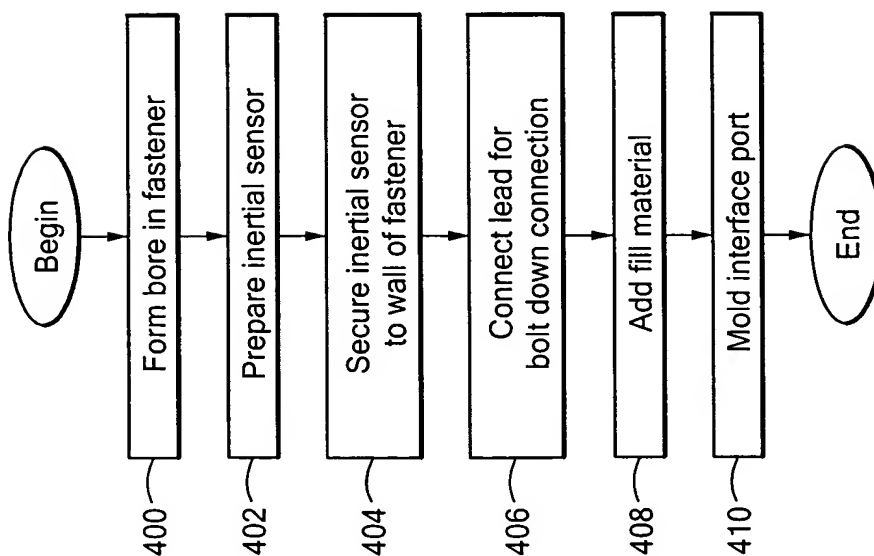 Begin
400
Form bore in fastener
402
Prepare inertial sensor
404
Secure inertial sensor
to wall of fastener
406
Connect lead for
bolt down connection
408
Add fill material
410
Mold interface port
End